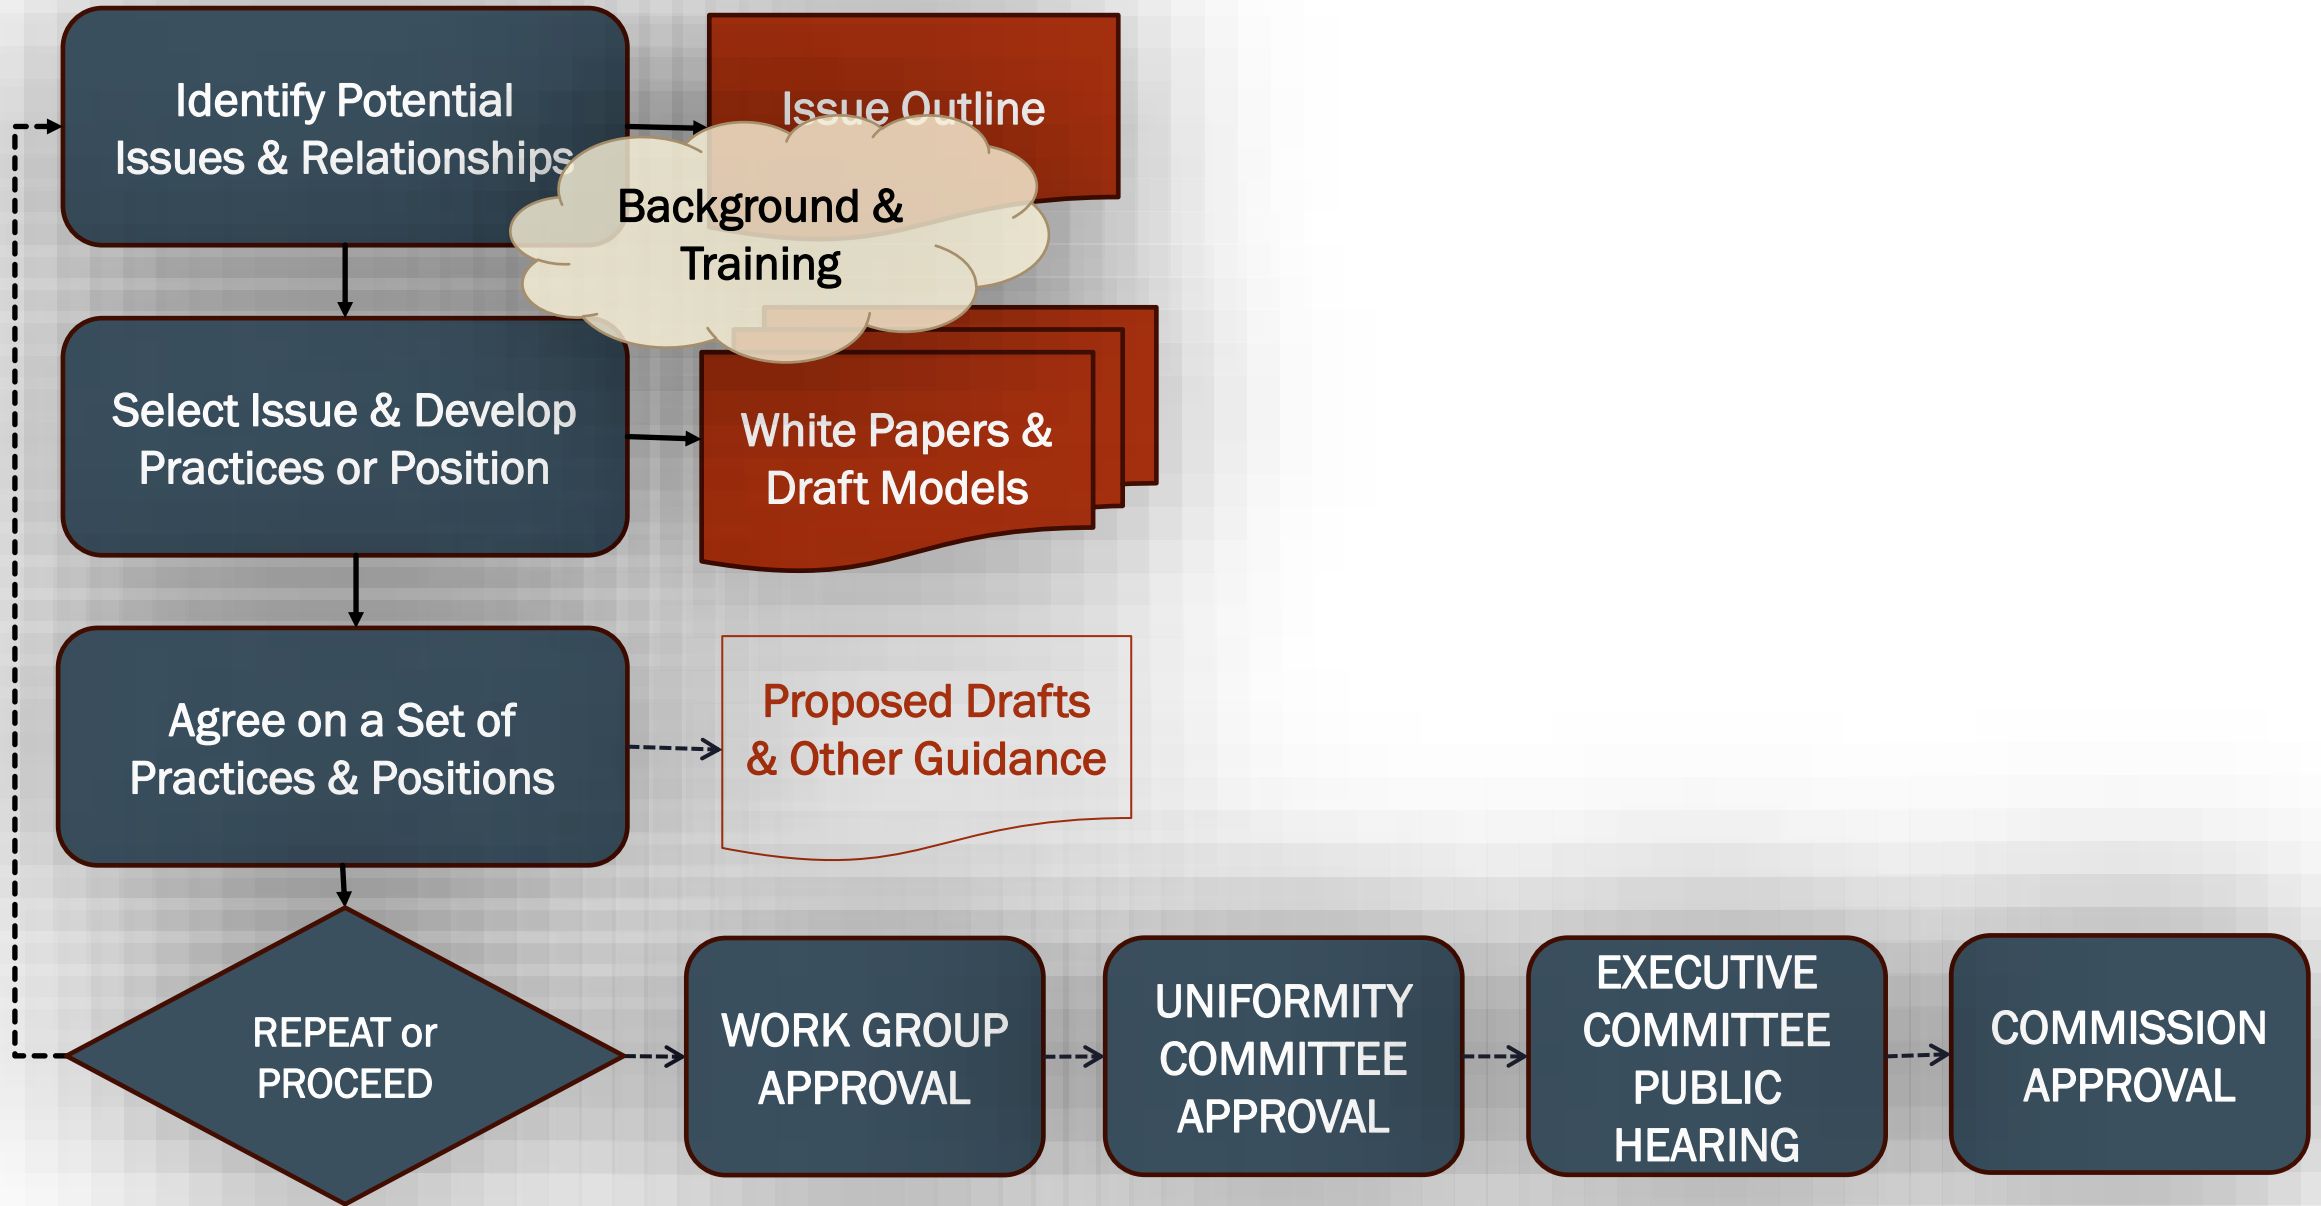 Identify Potential
Issues & Relationships
Issue Outline
Background &
Training
Select Issue & Develop
Practices or Position
White Papers &
Draft Models
Agree on a Set of
Practices & Positions
Proposed Drafts
& Other Guidance
REPEAT or
PROCEED
WORK GROUP
APPROVAL
UNIFORMITY
COMMITTEE
APPROVAL
EXECUTIVE
COMMITTEE
PUBLIC
HEARING
COMMISSION
APPROVAL